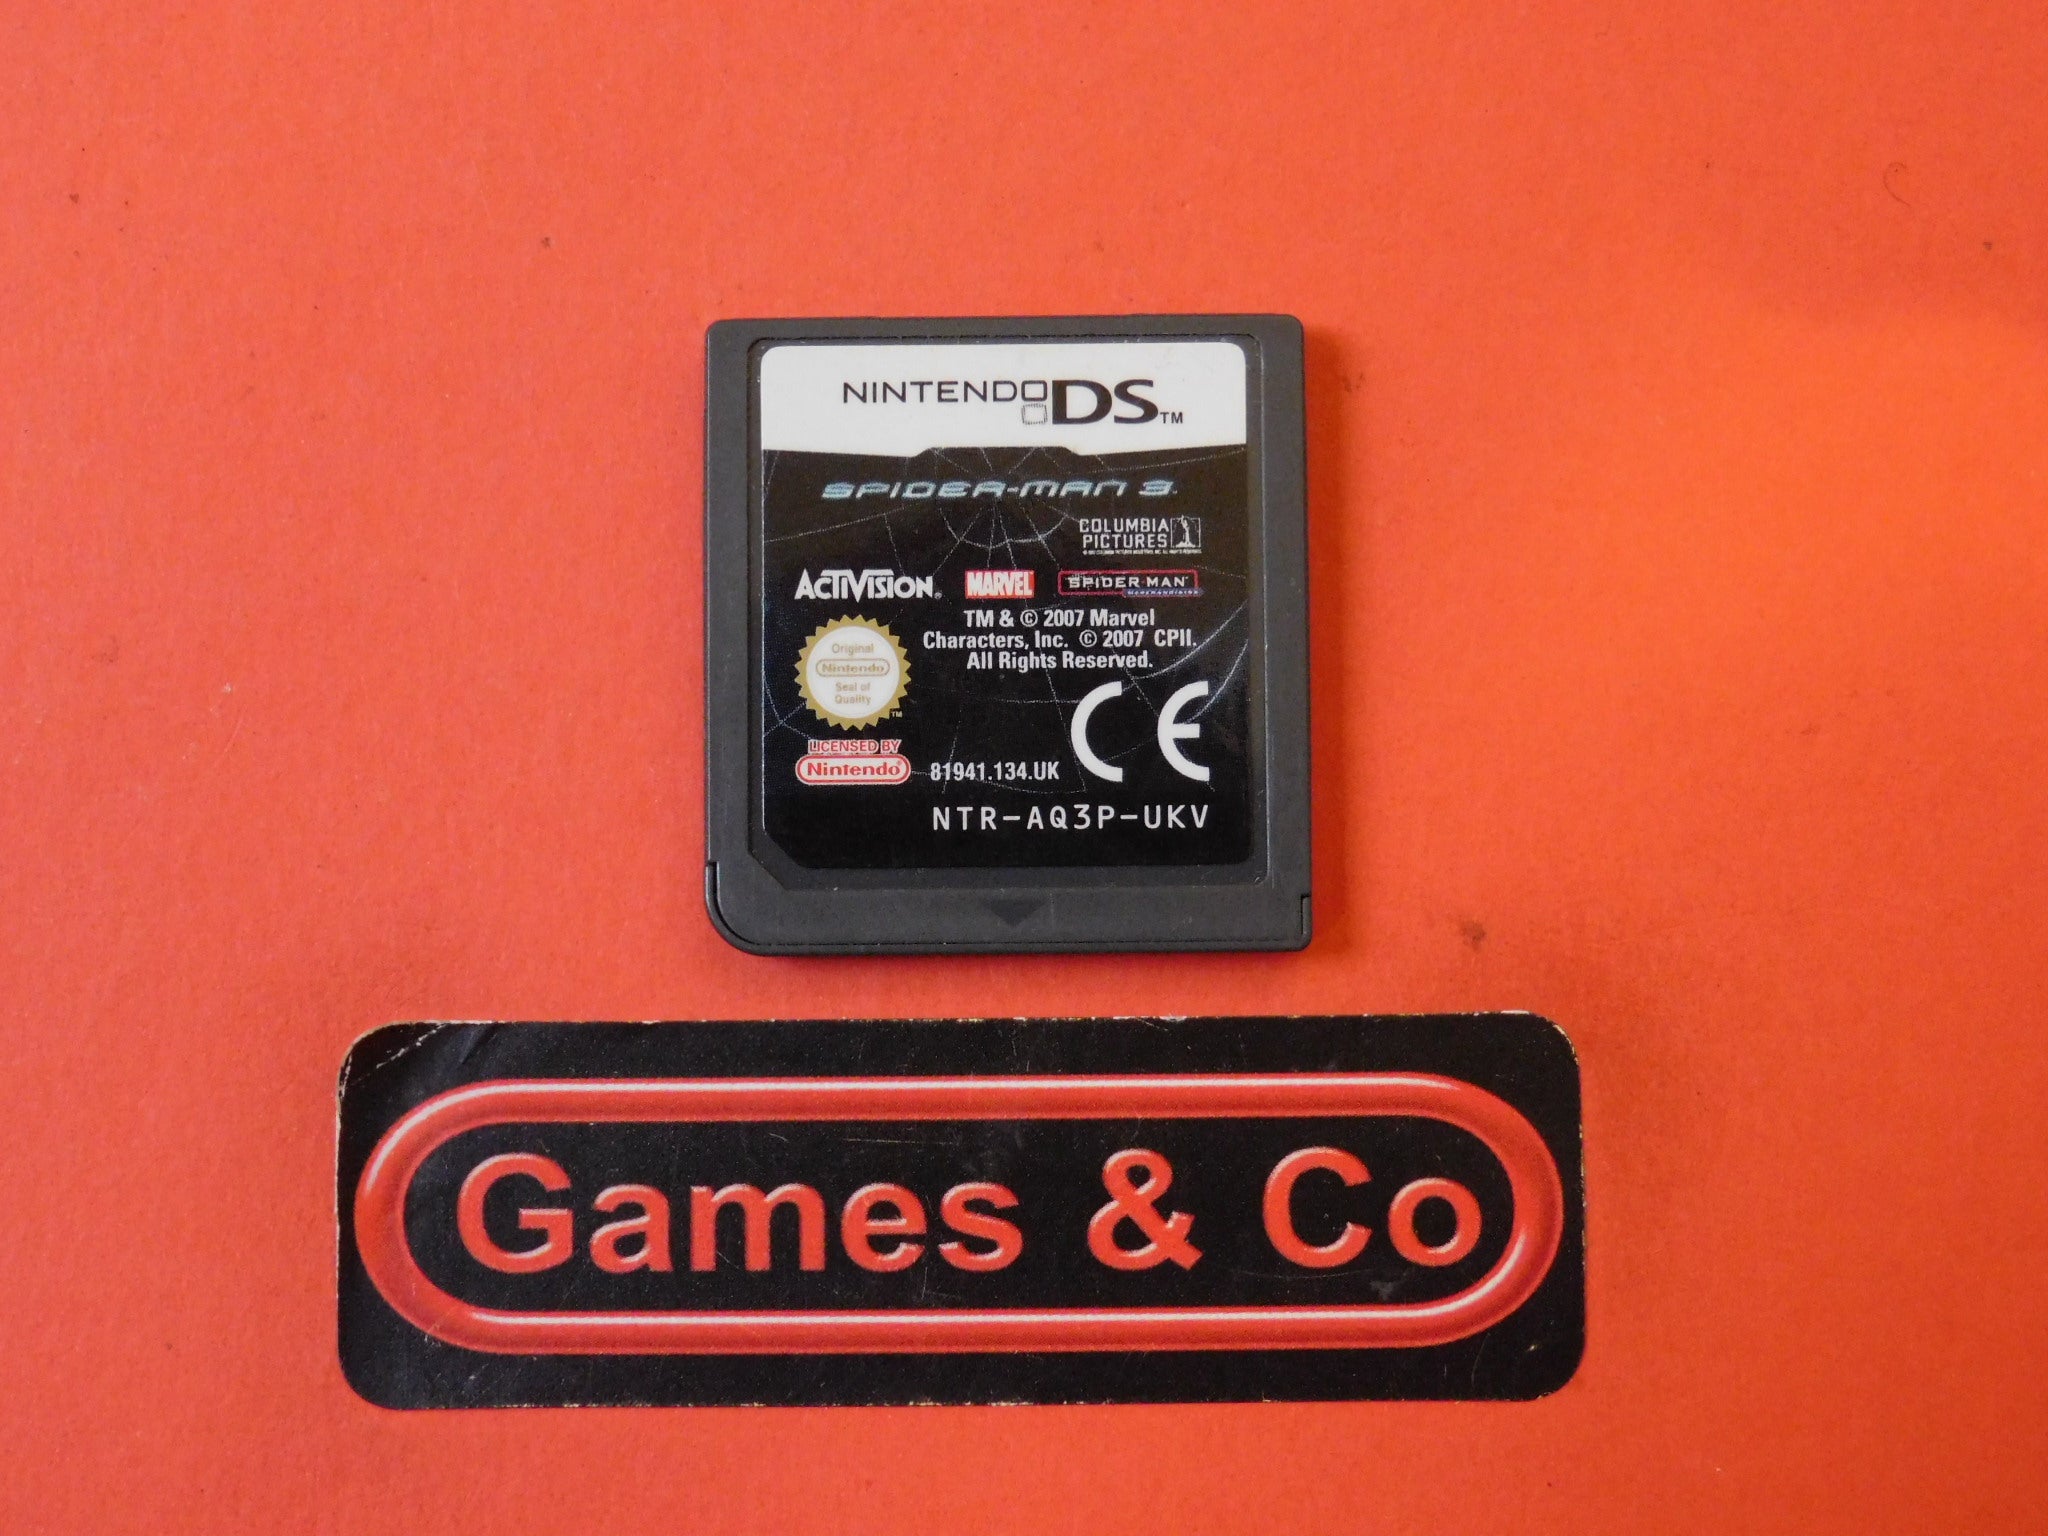 NINTENDO DS™
SPIDER-MAN 3
COLUMBIA
PICTURES
ACTIVISION® MARVEL SPIDER-MAN
TM & © 2007 Marvel
Characters, Inc. © 2007 CPII.
All Rights Reserved.
Original
Nintendo
Seal of
Quality
TM
LICENSED BY
Nintendo®
81941.134.UK
CE
NTR-AQ3P-UKV
Games & Co